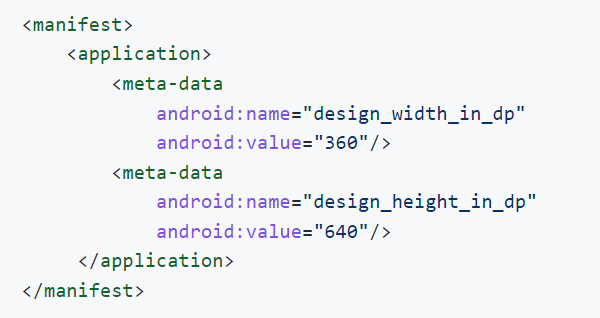 <manifest>
    <application>
        <meta-data
            android:name="design_width_in_dp"
            android:value="360"/>
        <meta-data
            android:name="design_height_in_dp"
            android:value="640"/>
     </application>
</manifest>